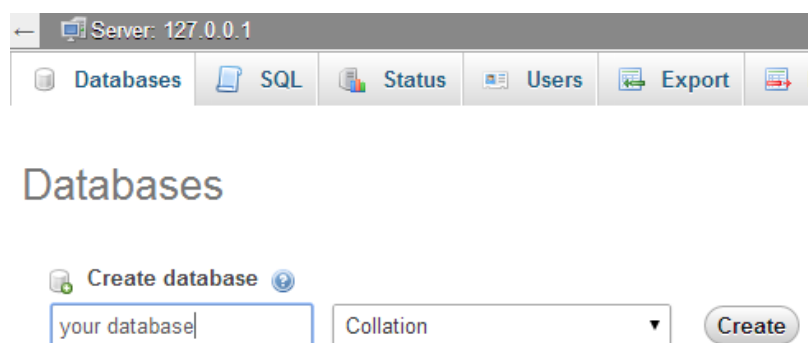 ← Server: 127.0.0.1
Databases SQL Status Users Export
Databases
Create database
your database Collation Create